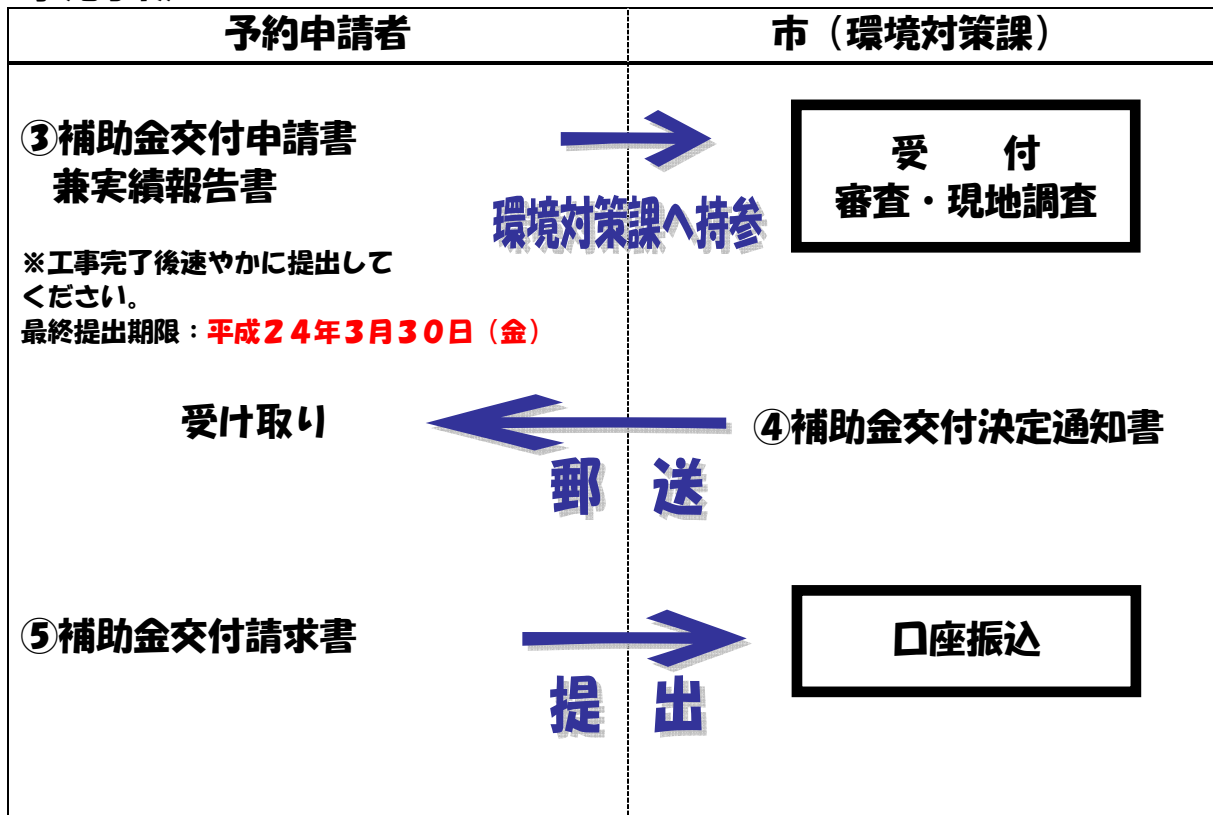 予約申請者
市（環境対策課）
③補助金交付申請書
兼実績報告書
環境対策課へ持参
受　付
審査・現地調査
※工事完了後速やかに提出して
ください。
最終提出期限：平成２４年３月３０日（金）
受け取り
④補助金交付決定通知書
郵　送
⑤補助金交付請求書
口座振込
提　出